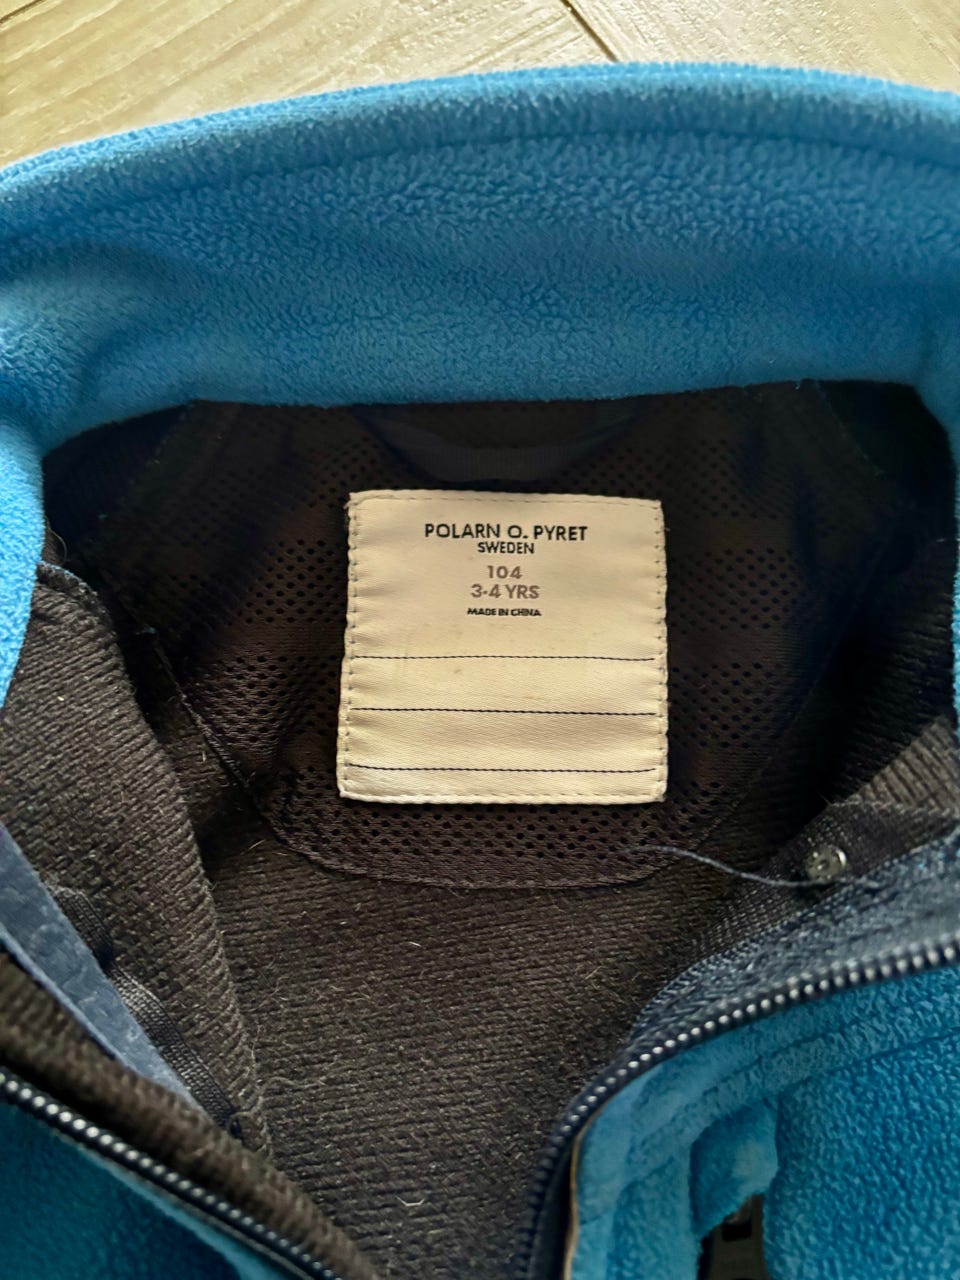 POLARN O. PYRET
SWEDEN
104
3-4 YRS
MADE IN CHINA